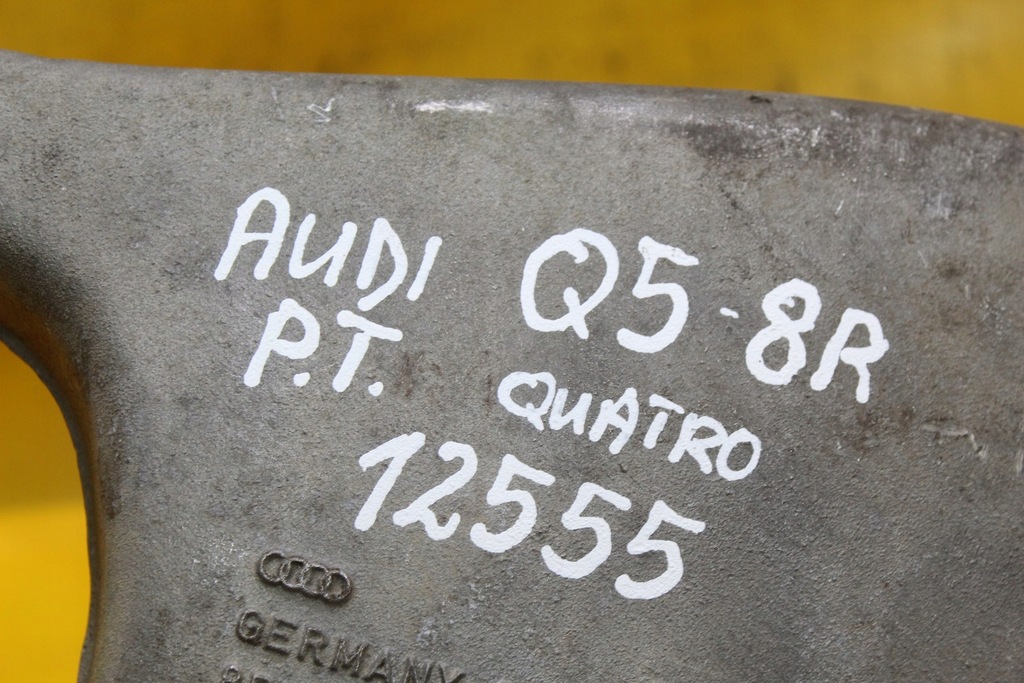 AUDI Q5-8R
P.T. QUATRO
12555
GERMANY